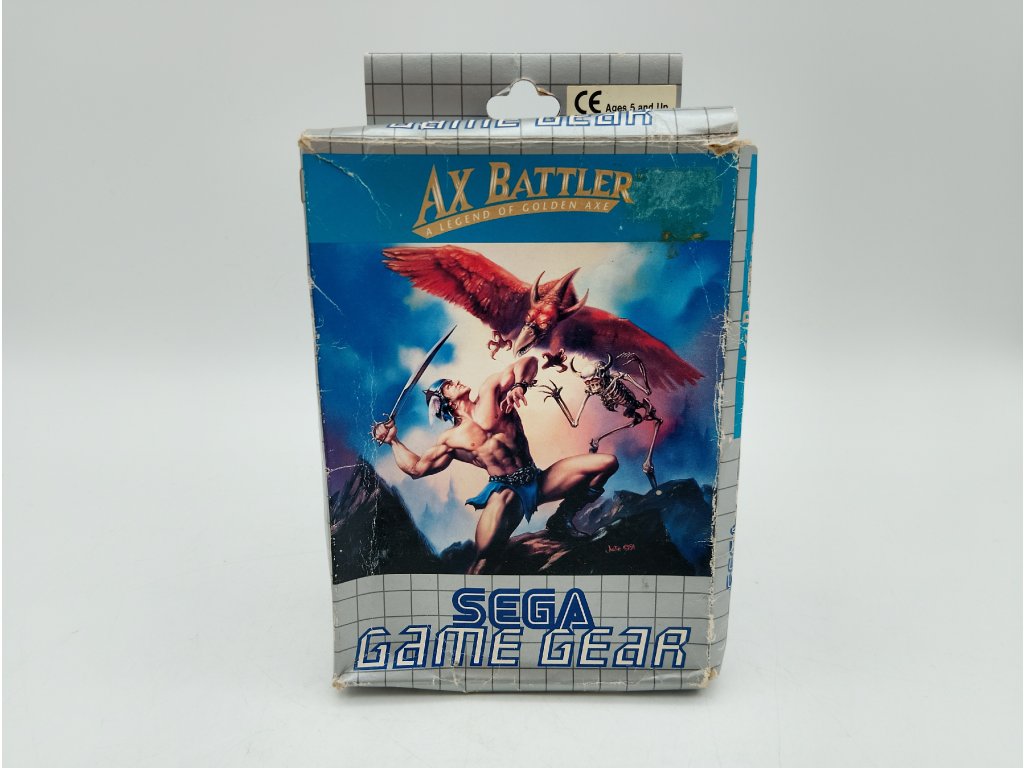 CE Ages 5 and Up
GAME GEAR
AX BATTLER
A LEGEND OF GOLDEN AXE
SEGA
GAME GEAR